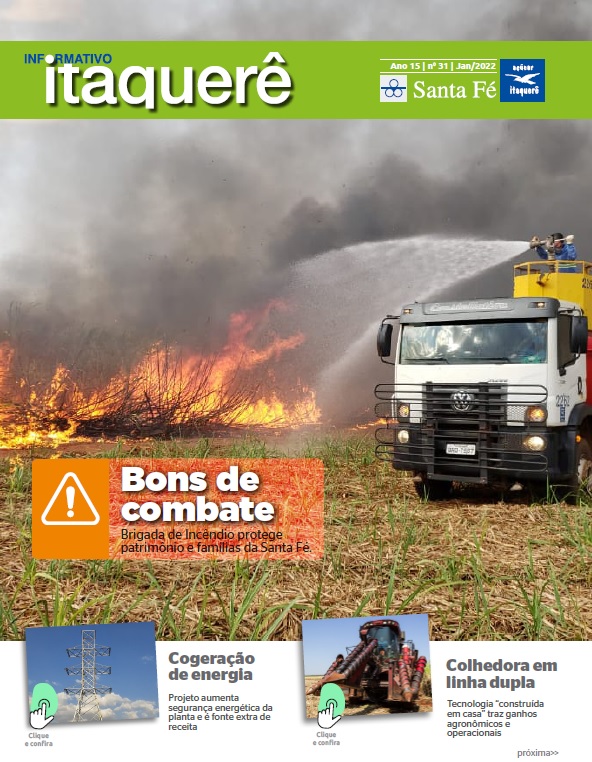 INFORMATIVO
itaquerê
Ano 15 | nº 31 | Jan/2022
Santa Fé
açúcar
itaquerê
Bons de
combate
Brigada de Incêndio protege
patrimônio e famílias da Santa Fé.
Cogeração
de energia
Projeto aumenta
segurança energética da
planta e é fonte extra de
receita
Clique
e confira
Colhedora em
linha dupla
Tecnologia “construída
em casa” traz ganhos
agronômicos e
operacionais
Clique
e confira
próxima>>